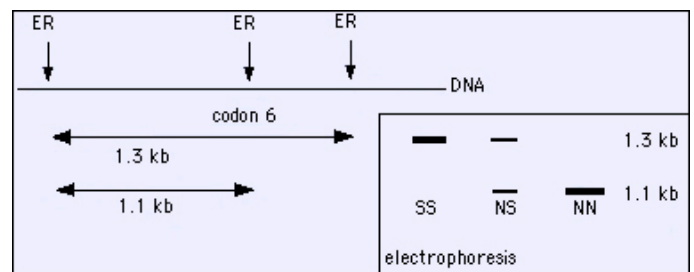 ER ER ER
DNA
codon 6
1.3 kb
1.1 kb
1.3 kb
1.1 kb
SS NS NN
electrophoresis